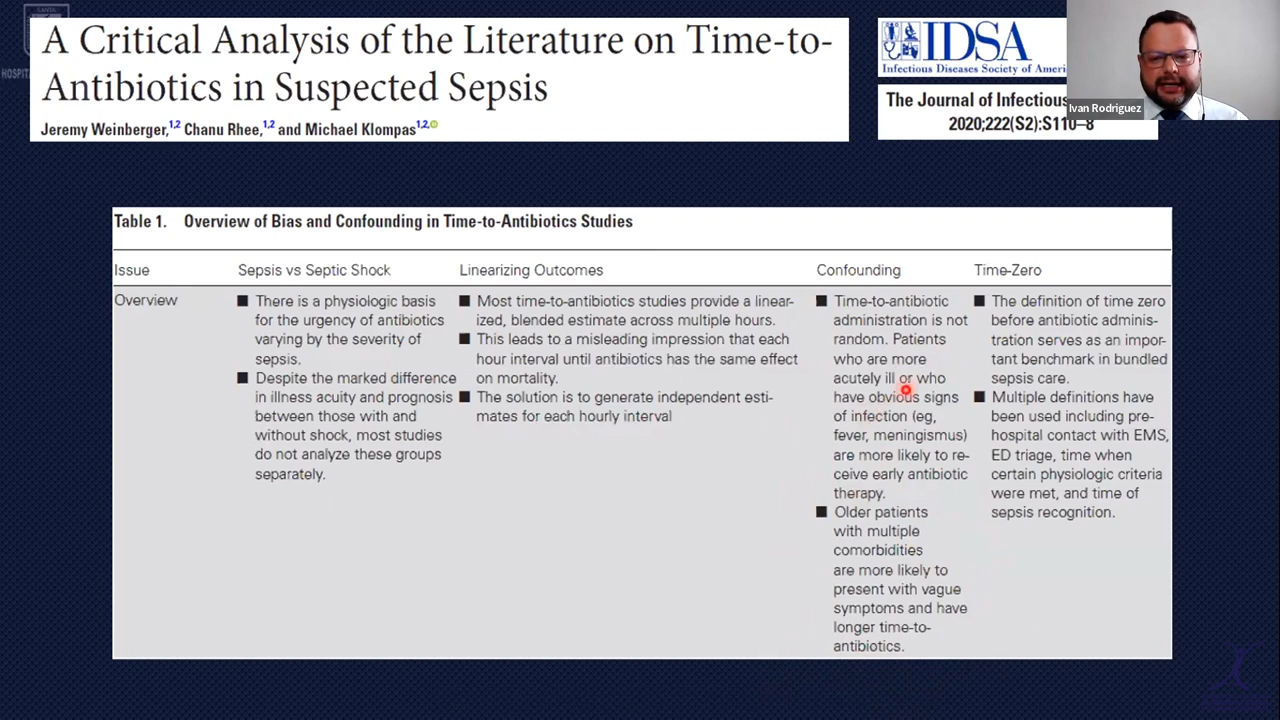 A Critical Analysis of the Literature on Time-to-
Antibiotics in Suspected Sepsis
Jeremy Weinberger,1,2 Chanu Rhee,1,2 and Michael Klompas1,2,
IDSA
Infectious Diseases Society of Ameri
The Journal of Infectious
2020;222(S2):S110–8
Ivan Rodriguez
HOSPITA
Table 1. Overview of Bias and Confounding in Time-to-Antibiotics Studies
Issue
Overview
Sepsis vs Septic Shock
■ There is a physiologic basis
for the urgency of antibiotics
varying by the severity of
sepsis.
■ Despite the marked difference
in illness acuity and prognosis
between those with and
without shock, most studies
do not analyze these groups
separately.
Linearizing Outcomes
■ Most time-to-antibiotics studies provide a linear-
ized, blended estimate across multiple hours.
■ This leads to a misleading impression that each
hour interval until antibiotics has the same effect
on mortality.
■ The solution is to generate independent esti-
mates for each hourly interval
Confounding
■ Time-to-antibiotic
administration is not
random. Patients
who are more
acutely ill or who
have obvious signs
of infection (eg,
fever, meningismus)
are more likely to re-
ceive early antibiotic
therapy.
■ Older patients
with multiple
comorbidities
are more likely to
present with vague
symptoms and have
longer time-to-
antibiotics.
Time-Zero
■ The definition of time zero
before antibiotic adminis-
tration serves as an impor-
tant benchmark in bundled
sepsis care.
■ Multiple definitions have
been used including pre-
hospital contact with EMS,
ED triage, time when
certain physiologic criteria
were met, and time of
sepsis recognition.